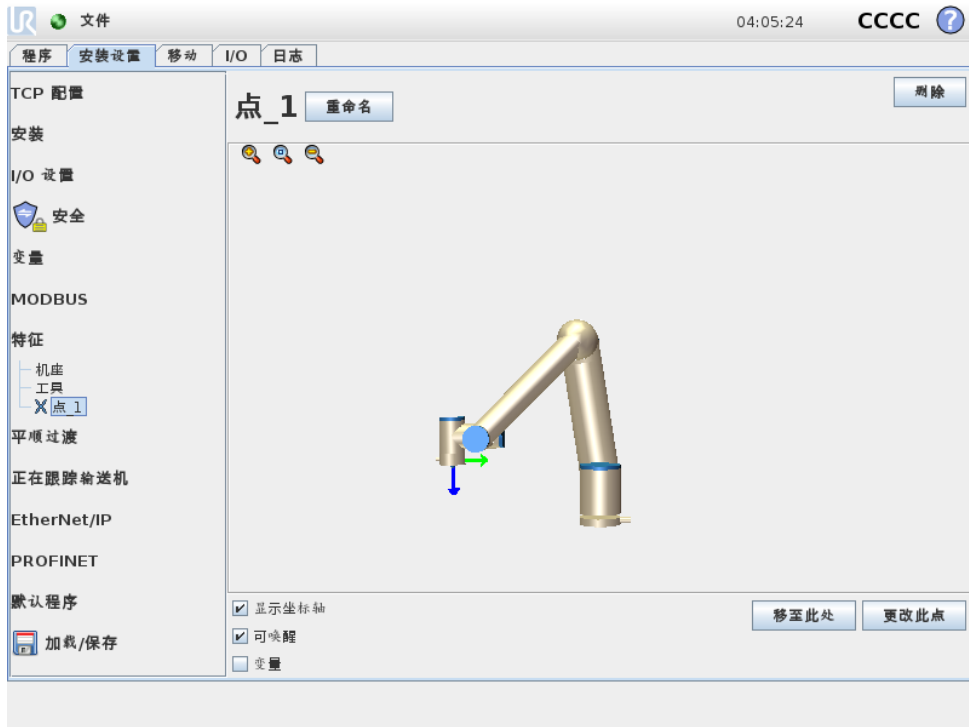 UR 文件 04:05:24 CCCC ?
程序 安装设置 移动 I/O 日志
TCP 配置
安装
I/O 设置
安全
变量
MODBUS
特征
机座
工具
点_1
平顺过渡
正在跟踪输送机
EtherNet/IP
PROFINET
默认程序
加载/保存
点_1 重命名 删除
显示坐标轴
可唤醒
变量
移至此处 更改此点